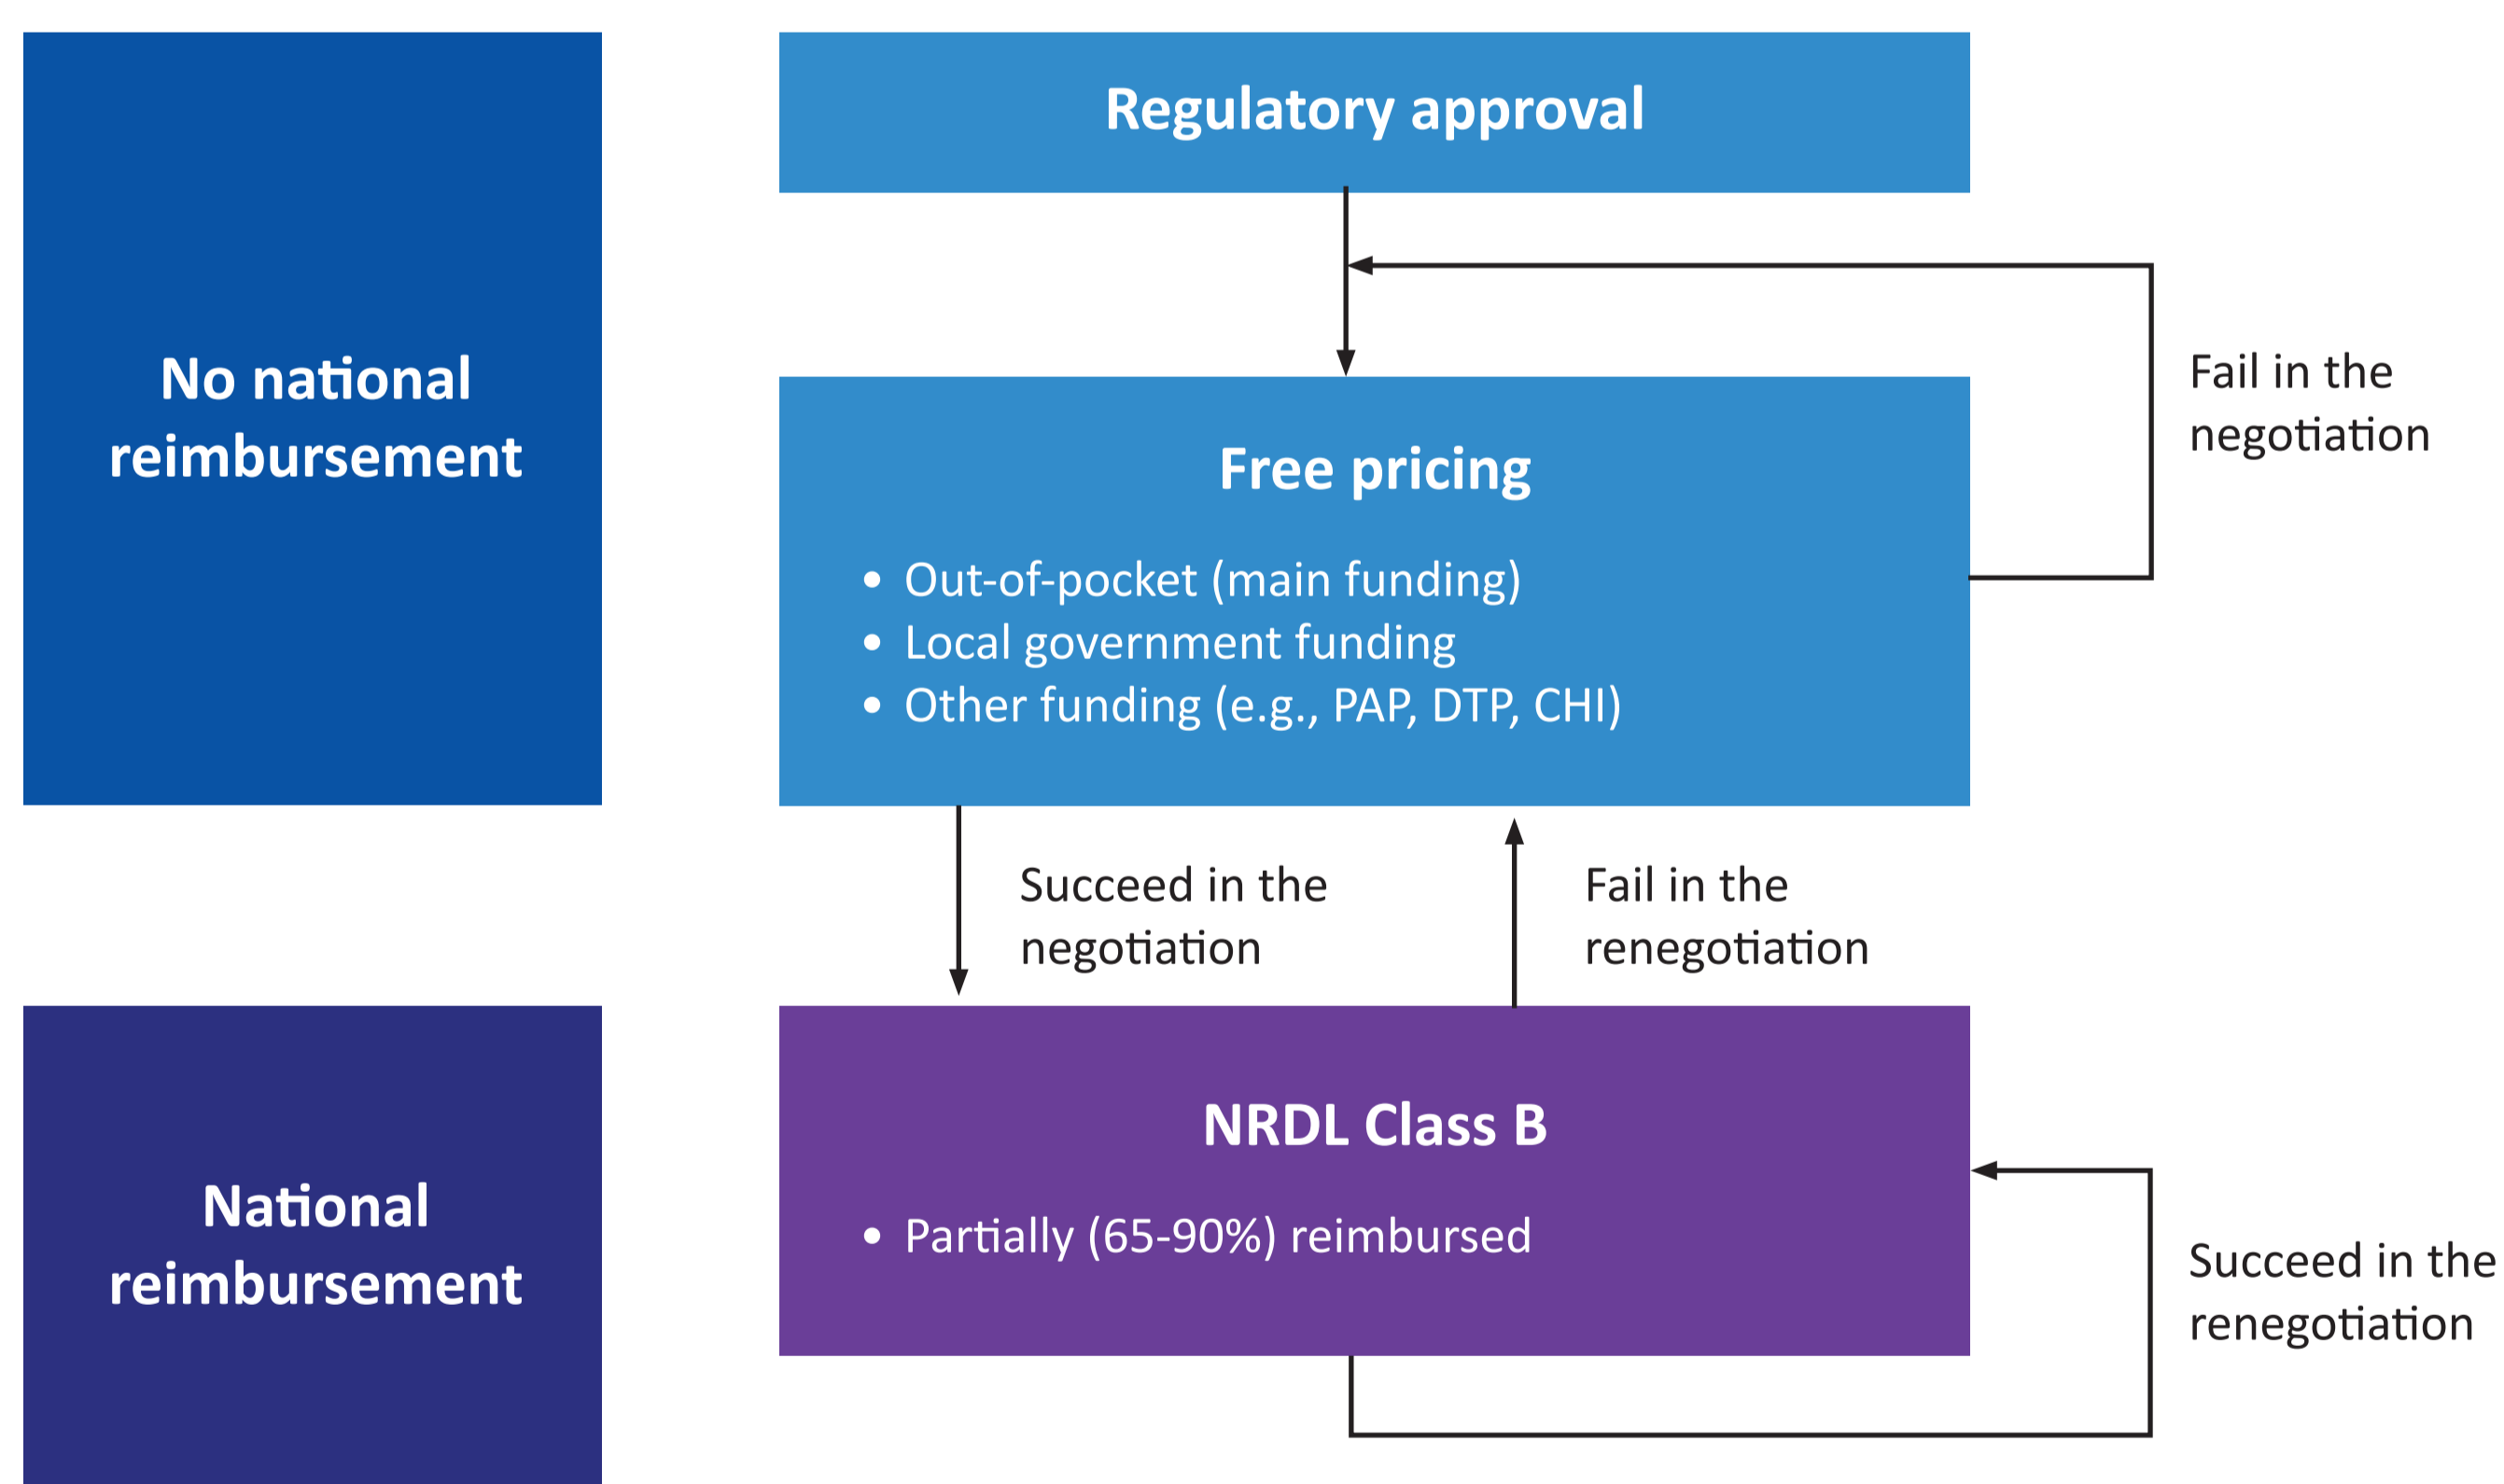 No national
reimbursement
Regulatory approval
Free pricing
• Out-of-pocket (main funding)
• Local government funding
• Other funding (e.g., PAP, DTP, CHI)
Fail in the
negotiation
Succeed in the
negotiation
Fail in the
renegotiation
National
reimbursement
NRDL Class B
• Partially (65-90%) reimbursed
Succeed in the
renegotiation